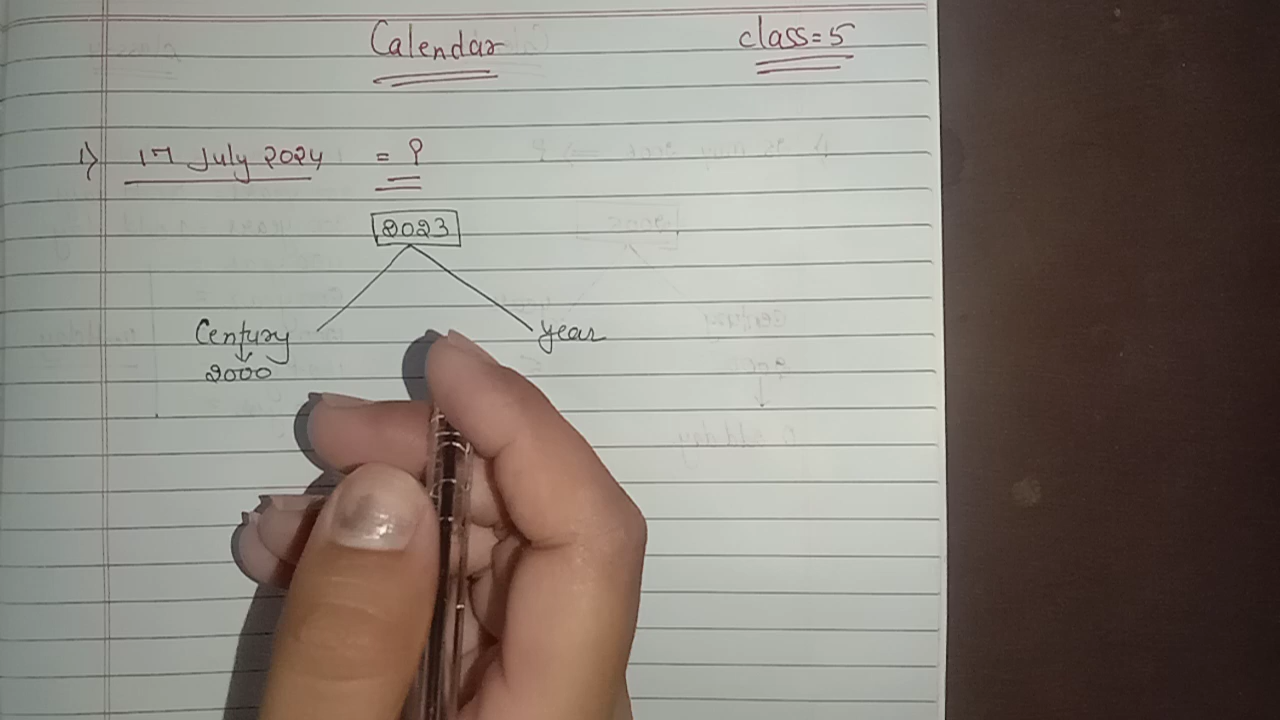 Calendar class=5
1) 17 July 2024 = ?
2023
Century year
2000